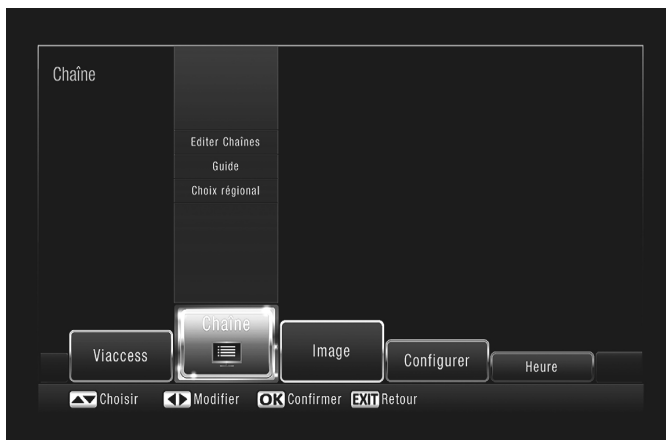 Chaîne
Editer Chaînes
Guide
Choix régional
Viaccess
Chaîne
Image
Configurer
Heure
Choisir Modifier OK Confirmer EXIT Retour